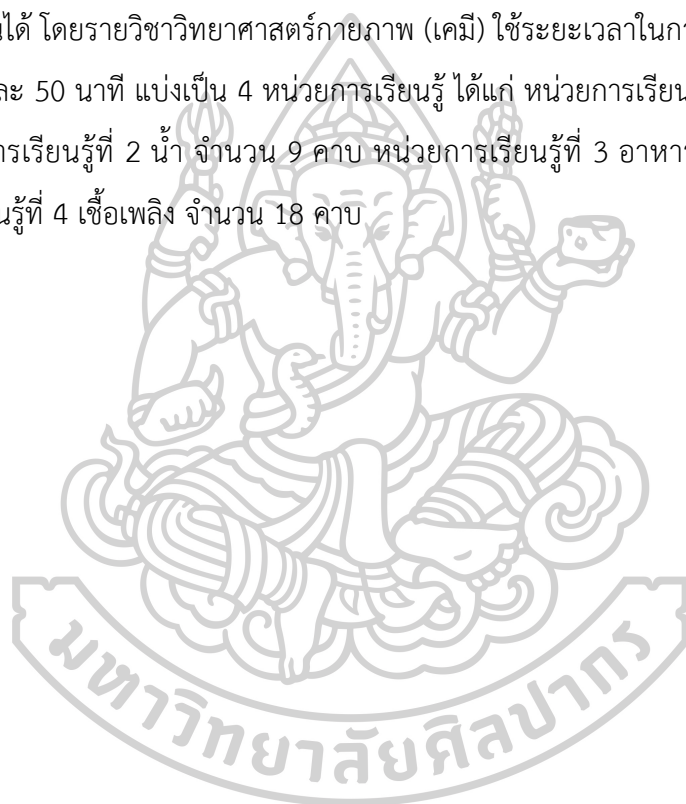 นได้ โดยรายวิชาวิทยาศาสตร์กายภาพ (เคมี) ใช้ระยะเวลาในกา
ละ 50 นาที แบ่งเป็น 4 หน่วยการเรียนรู้ ได้แก่ หน่วยการเรียน
ารเรียนรู้ที่ 2 น้ำ จำนวน 9 คาบ หน่วยการเรียนรู้ที่ 3 อาหาร
นรู้ที่ 4 เชื้อเพลิง จำนวน 18 คาบ
มหาวิทยาลัยศิลปากร